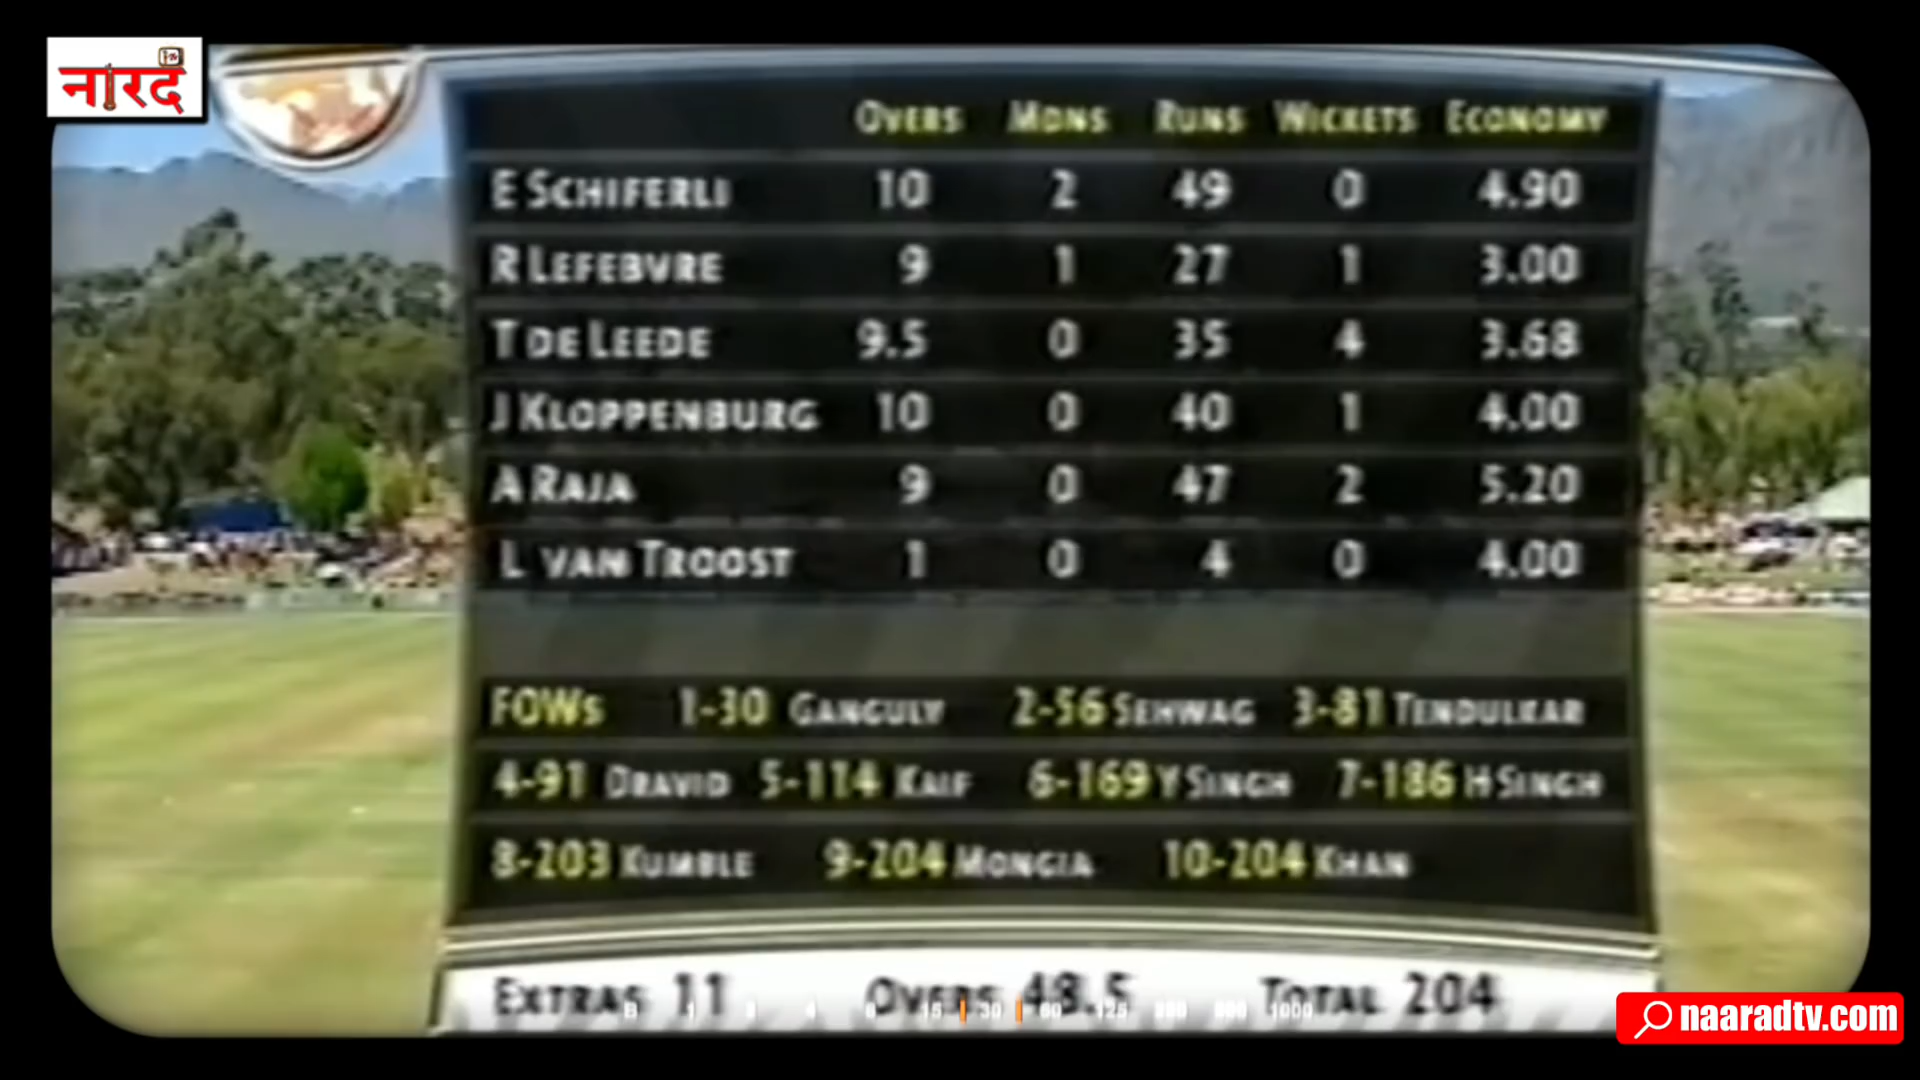 नारद
OVERS MDNS RUNS WICKETS ECONOMY
E SCHIFERLI 10 2 49 0 4.90
R LEFEBVRE 9 1 27 1 3.00
T DE LEEDE 9.5 0 35 4 3.68
J KLOPPENBURG 10 0 40 1 4.00
A RAJA 9 0 47 2 5.20
L VAN TROOST 1 0 4 0 4.00
FOWS 1-30 GANGULY 2-56 SEHWAG 3-81 TENDULKAR
4-91 DRAVID 5-114 KAIF 6-169 Y SINGH 7-186 H SINGH
8-203 KUMBLE 9-204 MONGIA 10-204 KHAN
EXTRAS 11 OVERS 48.5 TOTAL 204
naaradtv.com